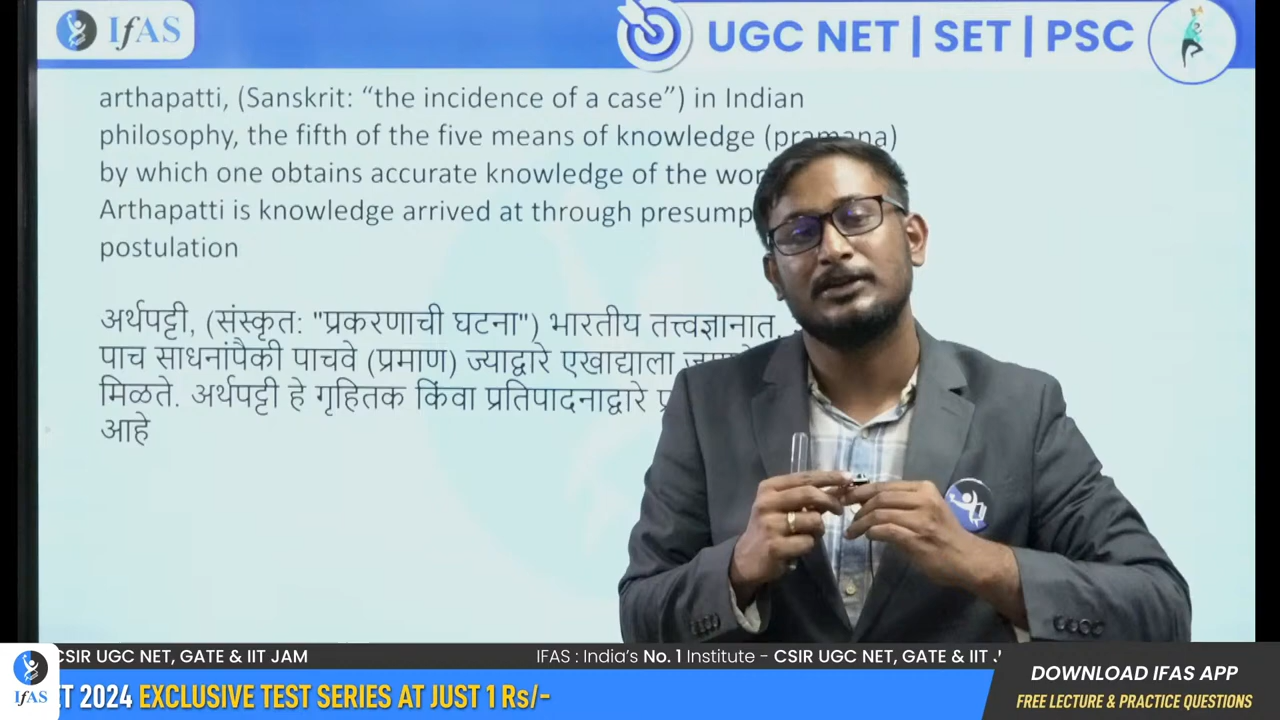 IfAS
UGC NET | SET | PSC
arthapatti, (Sanskrit: “the incidence of a case”) in Indian
philosophy, the fifth of the five means of knowledge (pramana)
by which one obtains accurate knowledge of the
Arthapatti is knowledge arrived at through
postulation
अर्थपट्टी, (संस्कृत: "प्रकरणाची घटना") भारतीय तत्त्वज्ञानात,
पाच साधनांपैकी पाचवे (प्रमाण) ज्याद्वारे एखाद्याला
मिळते. अर्थपट्टी हे गृहितक किंवा प्रतिपादनाद्वारे
आहे
CSIR UGC NET, GATE & IIT JAM
IFAS : India’s No. 1 Institute - CSIR UGC NET, GATE & IIT
DOWNLOAD IFAS APP
IfAS
2024 EXCLUSIVE TEST SERIES AT JUST 1 Rs/-
FREE LECTURE & PRACTICE QUESTIONS